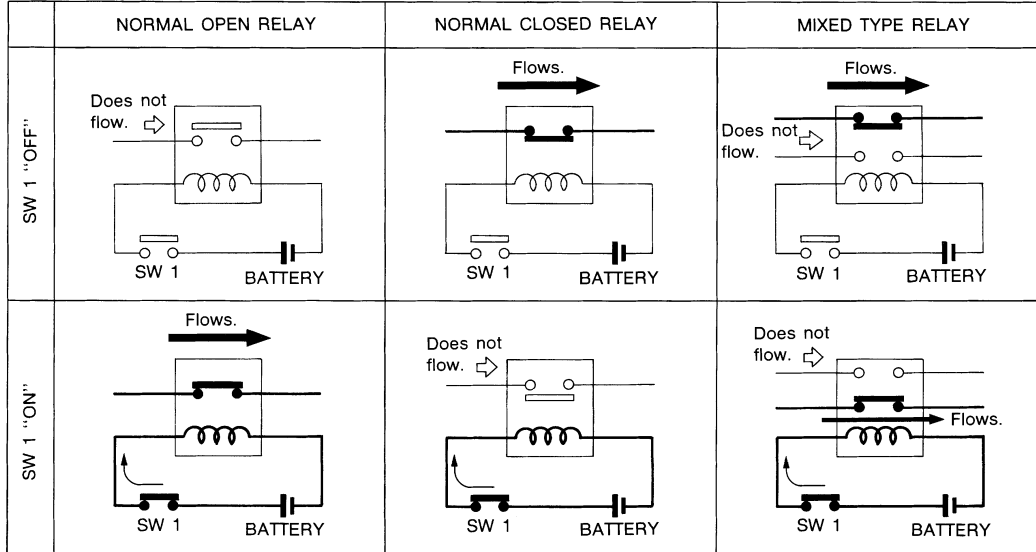 NORMAL OPEN RELAY
NORMAL CLOSED RELAY
MIXED TYPE RELAY
SW 1 "OFF"
Does not
flow.
SW 1
BATTERY
Flows.
SW 1
BATTERY
Flows.
Does not
flow.
SW 1
BATTERY
SW 1 "ON"
Flows.
SW 1
BATTERY
Does not
flow.
SW 1
BATTERY
Does not
flow.
Flows.
SW 1
BATTERY